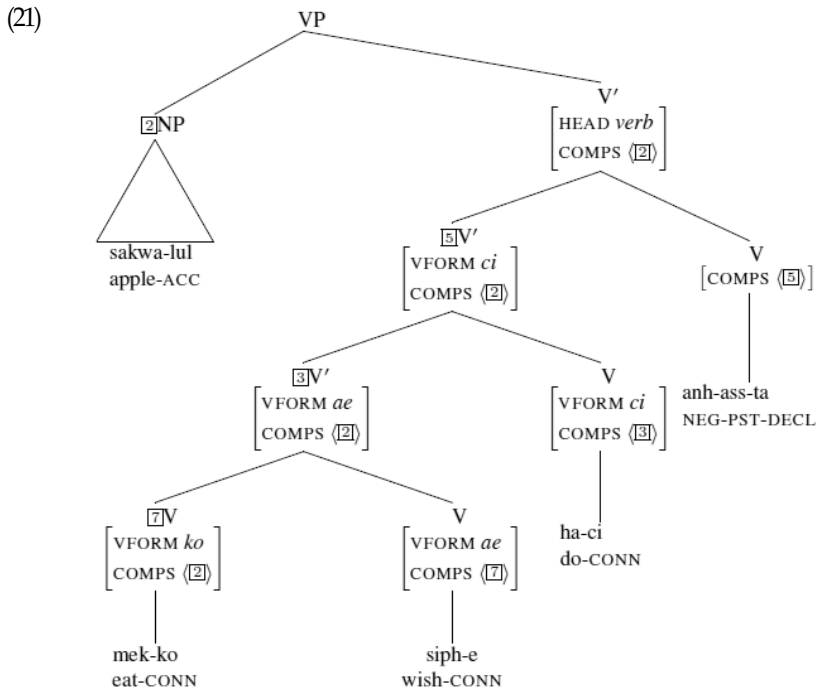 (21)
VP
V′
HEAD verb
COMPS ⟨2⟩
2NP
sakwa-lul
apple-ACC
5V′
VFORM ci
COMPS ⟨2⟩
V
[COMPS ⟨5⟩]
anh-ass-ta
NEG-PST-DECL
3V′
VFORM ae
COMPS ⟨2⟩
V
VFORM ci
COMPS ⟨3⟩
ha-ci
do-CONN
7V
VFORM ko
COMPS ⟨2⟩
V
VFORM ae
COMPS ⟨7⟩
mek-ko
eat-CONN
siph-e
wish-CONN